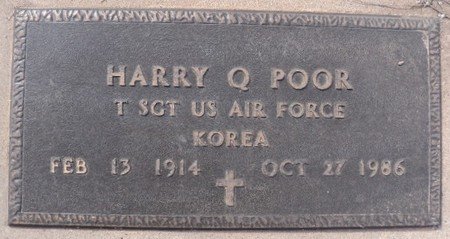 HARRY Q POOR
T SGT US AIR FORCE
KOREA
FEB 13 1914 OCT 27 1986